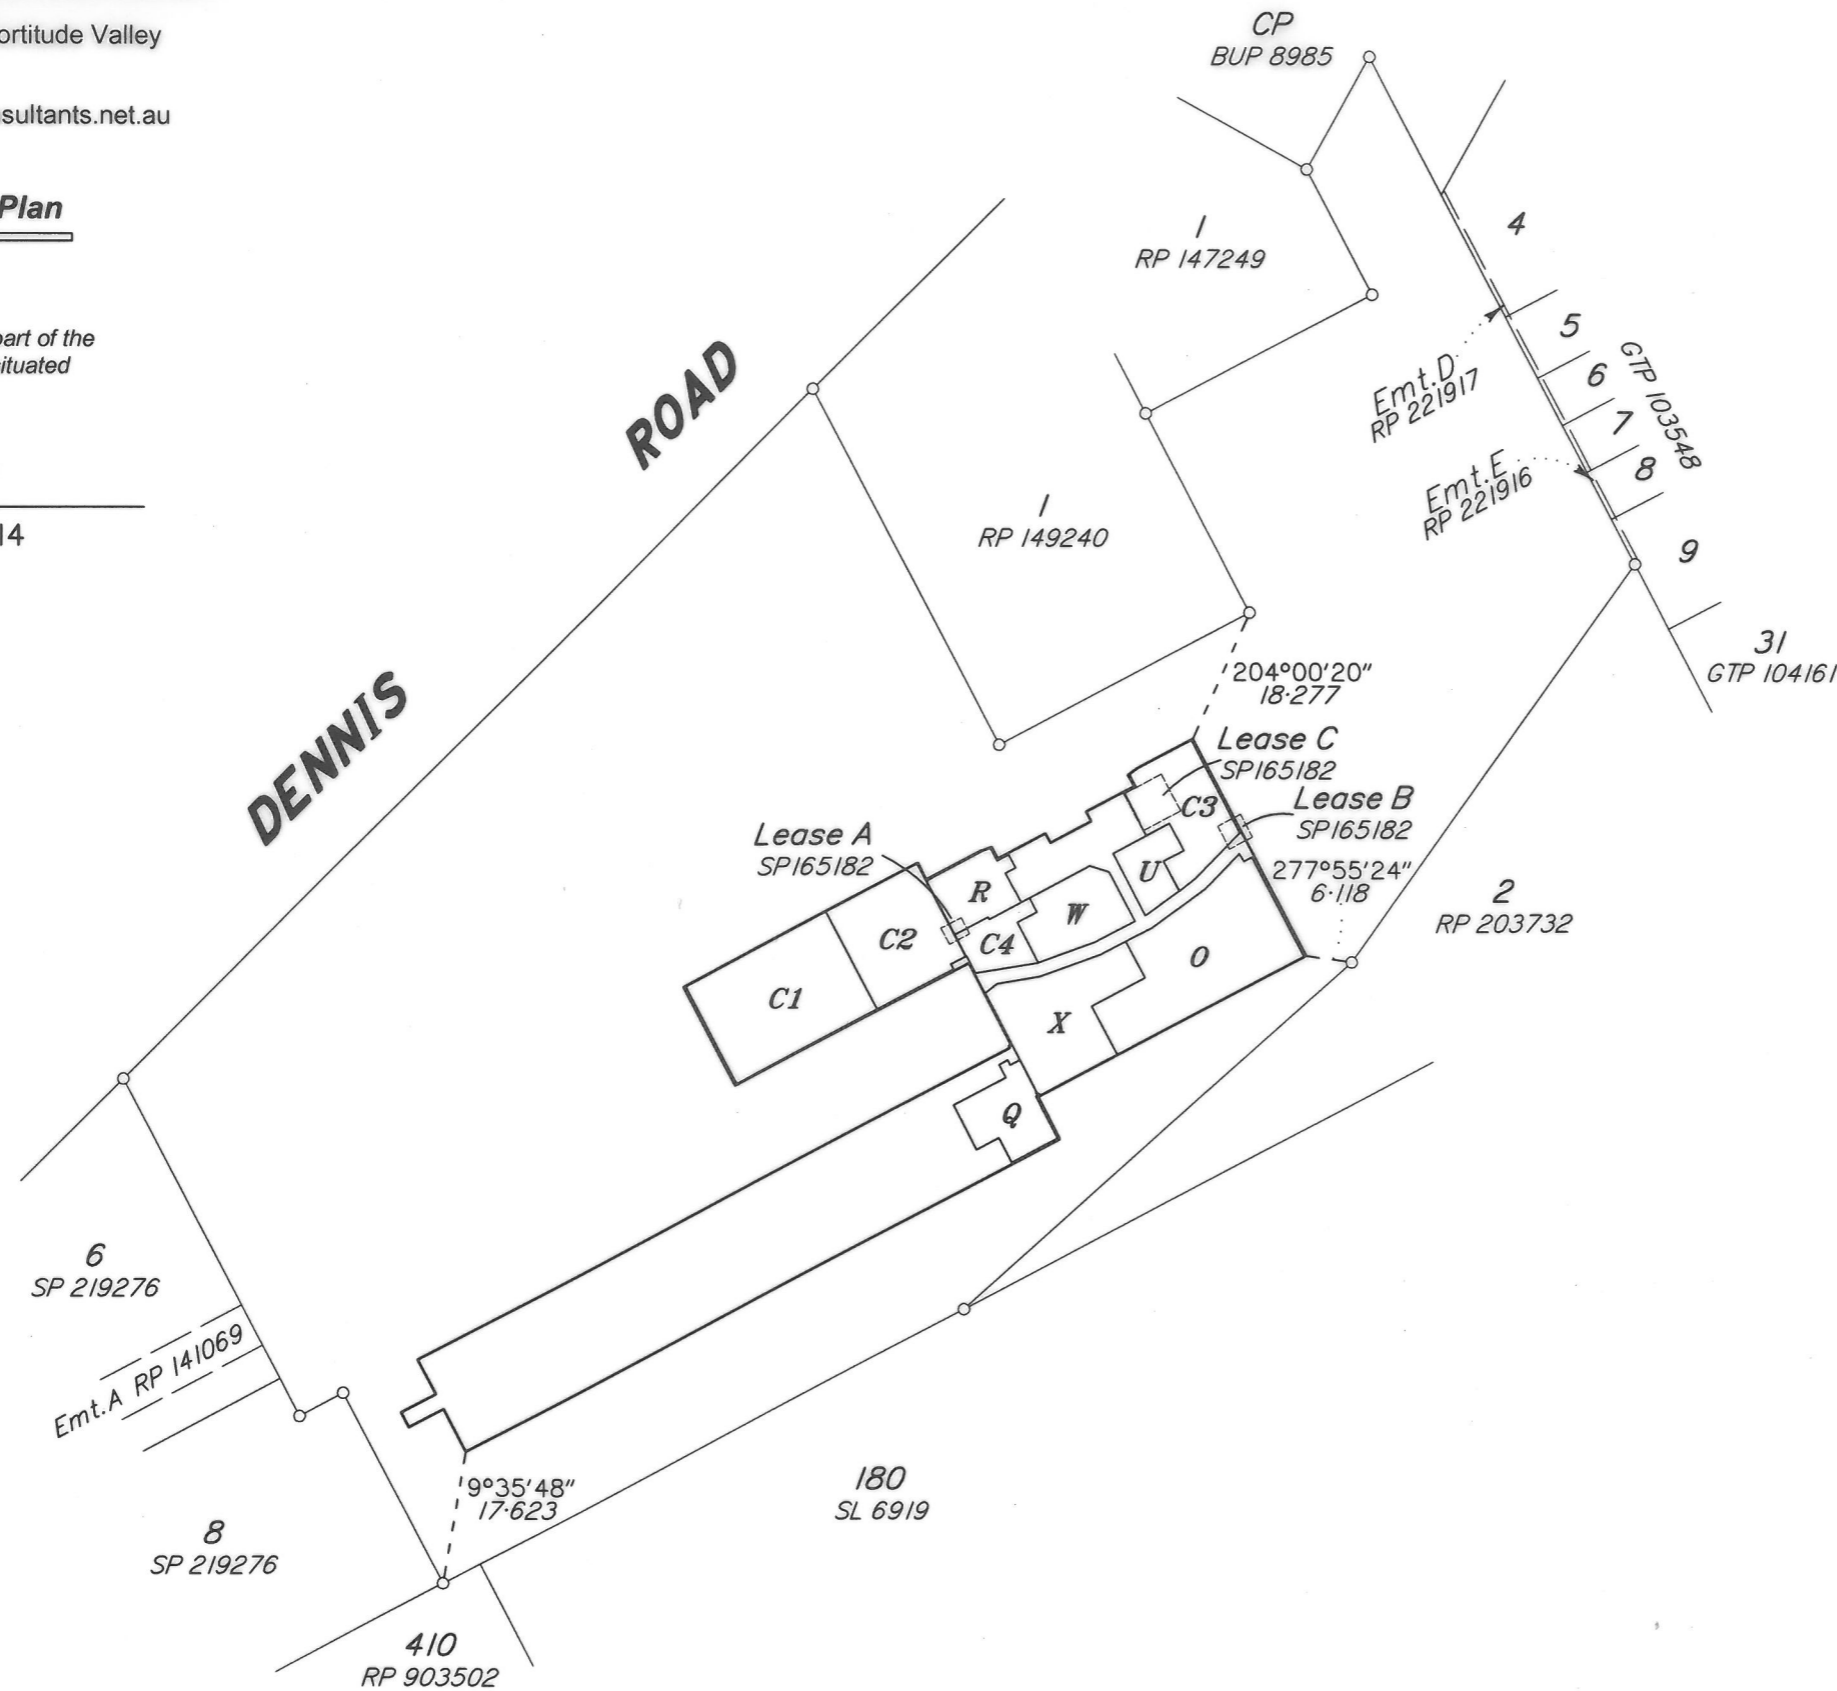 ortitude Valley
sultants.net.au
Plan
part of the
ituated
14
CP
BUP 8985
1
RP 147249
4
5
6
7
8
9
GTP 103548
Emt.D
RP 221917
Emt.E
RP 221916
31
GTP 104161
DENNIS ROAD
1
RP 149240
204°00'20"
18·277
Lease C
SP165182
Lease B
SP165182
Lease A
SP165182
277°55'24"
6·118
2
RP 203732
C3
U
R
W
C2
C4
O
C1
X
Q
6
SP 219276
Emt.A RP 141069
9°35'48"
17·623
180
SL 6919
8
SP 219276
410
RP 903502